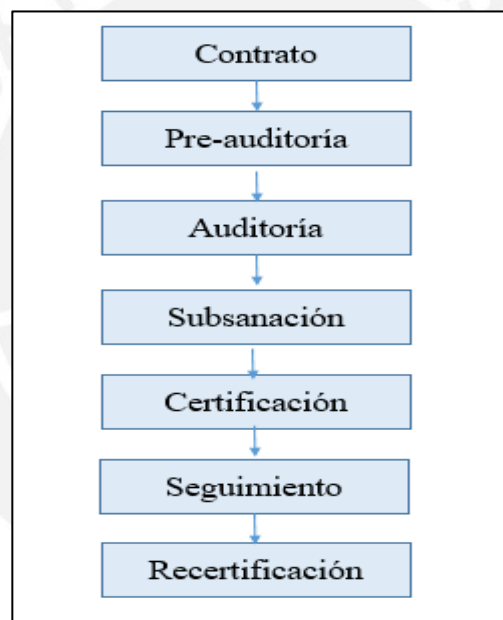 Contrato
Pre-auditoría
Auditoría
Subsanación
Certificación
Seguimiento
Recertificación